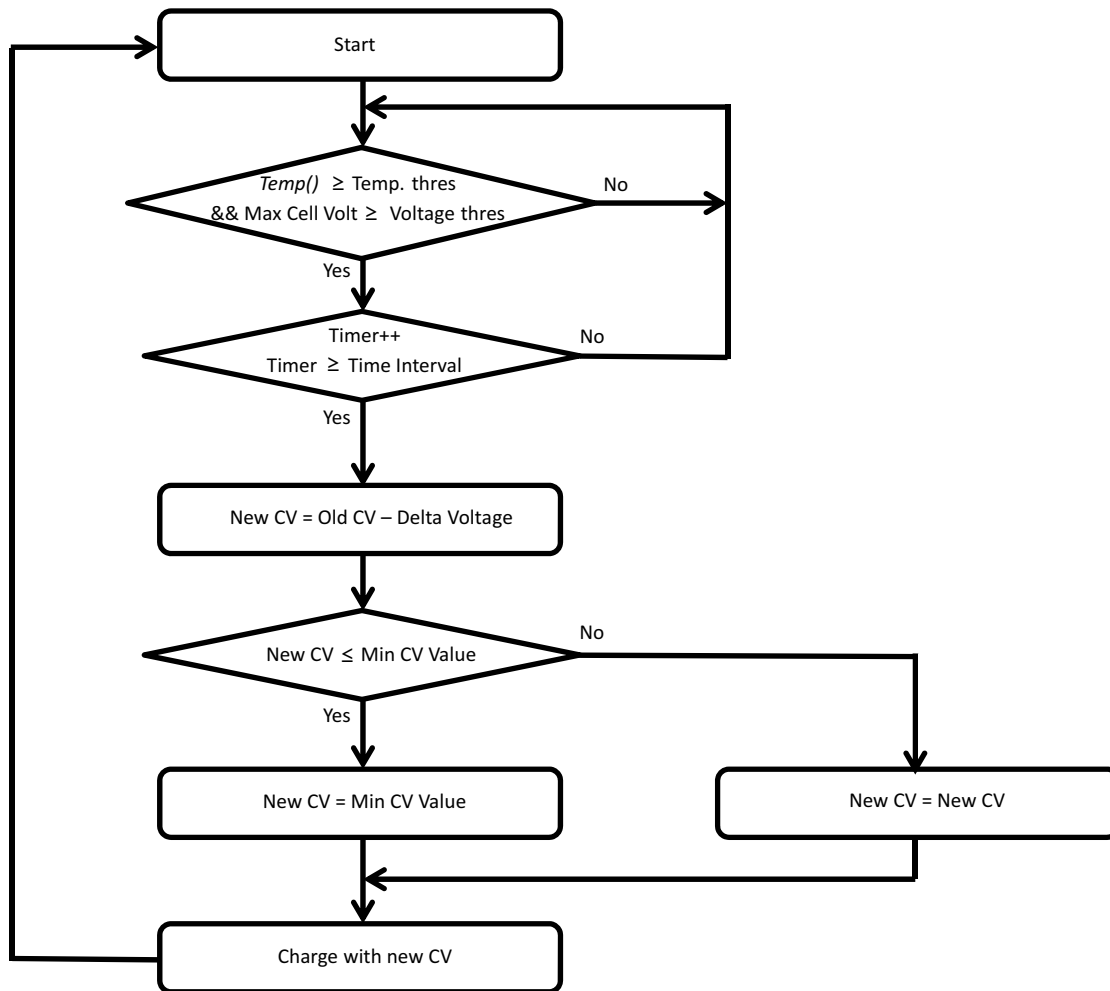 Start
Temp() ≥ Temp. thres
No
&& Max Cell Volt ≥ Voltage thres
Yes
Timer++
No
Timer ≥ Time Interval
Yes
New CV = Old CV – Delta Voltage
No
New CV ≤ Min CV Value
Yes
New CV = Min CV Value
New CV = New CV
Charge with new CV